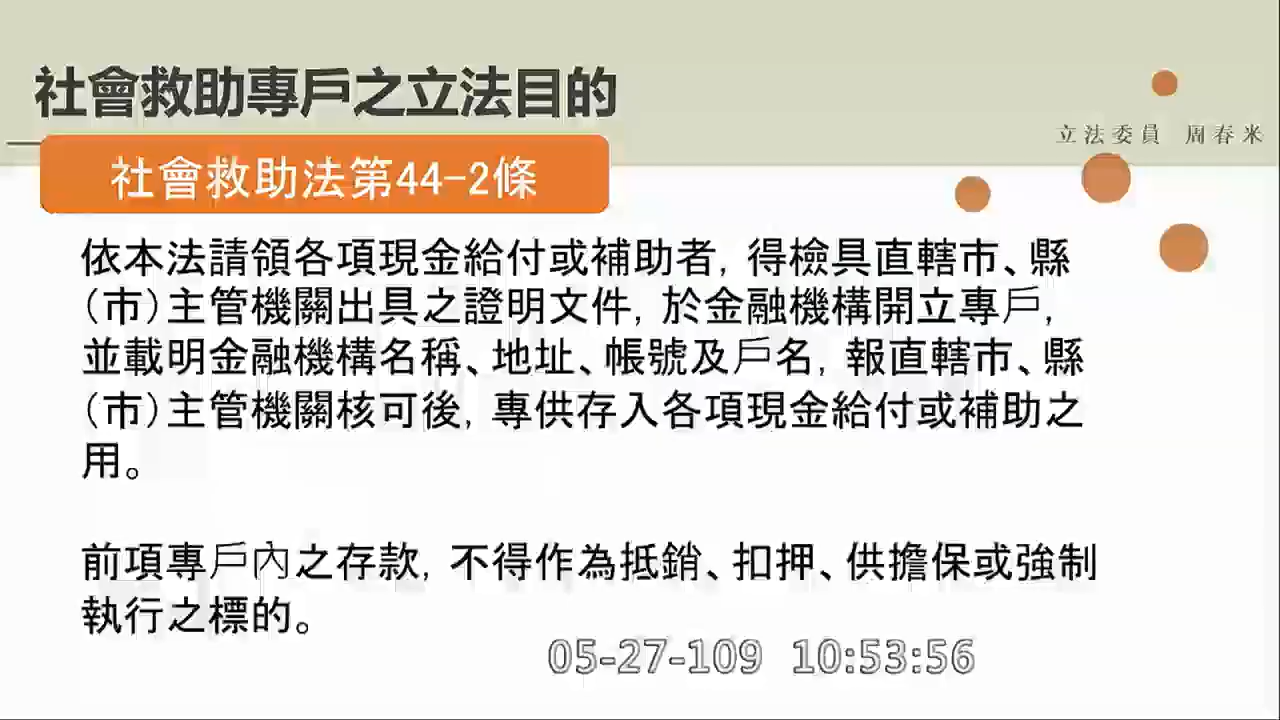 社會救助專戶之立法目的
立法委員 周春米
社會救助法第44-2條
依本法請領各項現金給付或補助者，得檢具直轄市、縣
(市)主管機關出具之證明文件，於金融機構開立專戶，
並載明金融機構名稱、地址、帳號及戶名，報直轄市、縣
(市)主管機關核可後，專供存入各項現金給付或補助之
用。
前項專戶內之存款，不得作為抵銷、扣押、供擔保或強制
執行之標的。
05-27-109 10:53:56